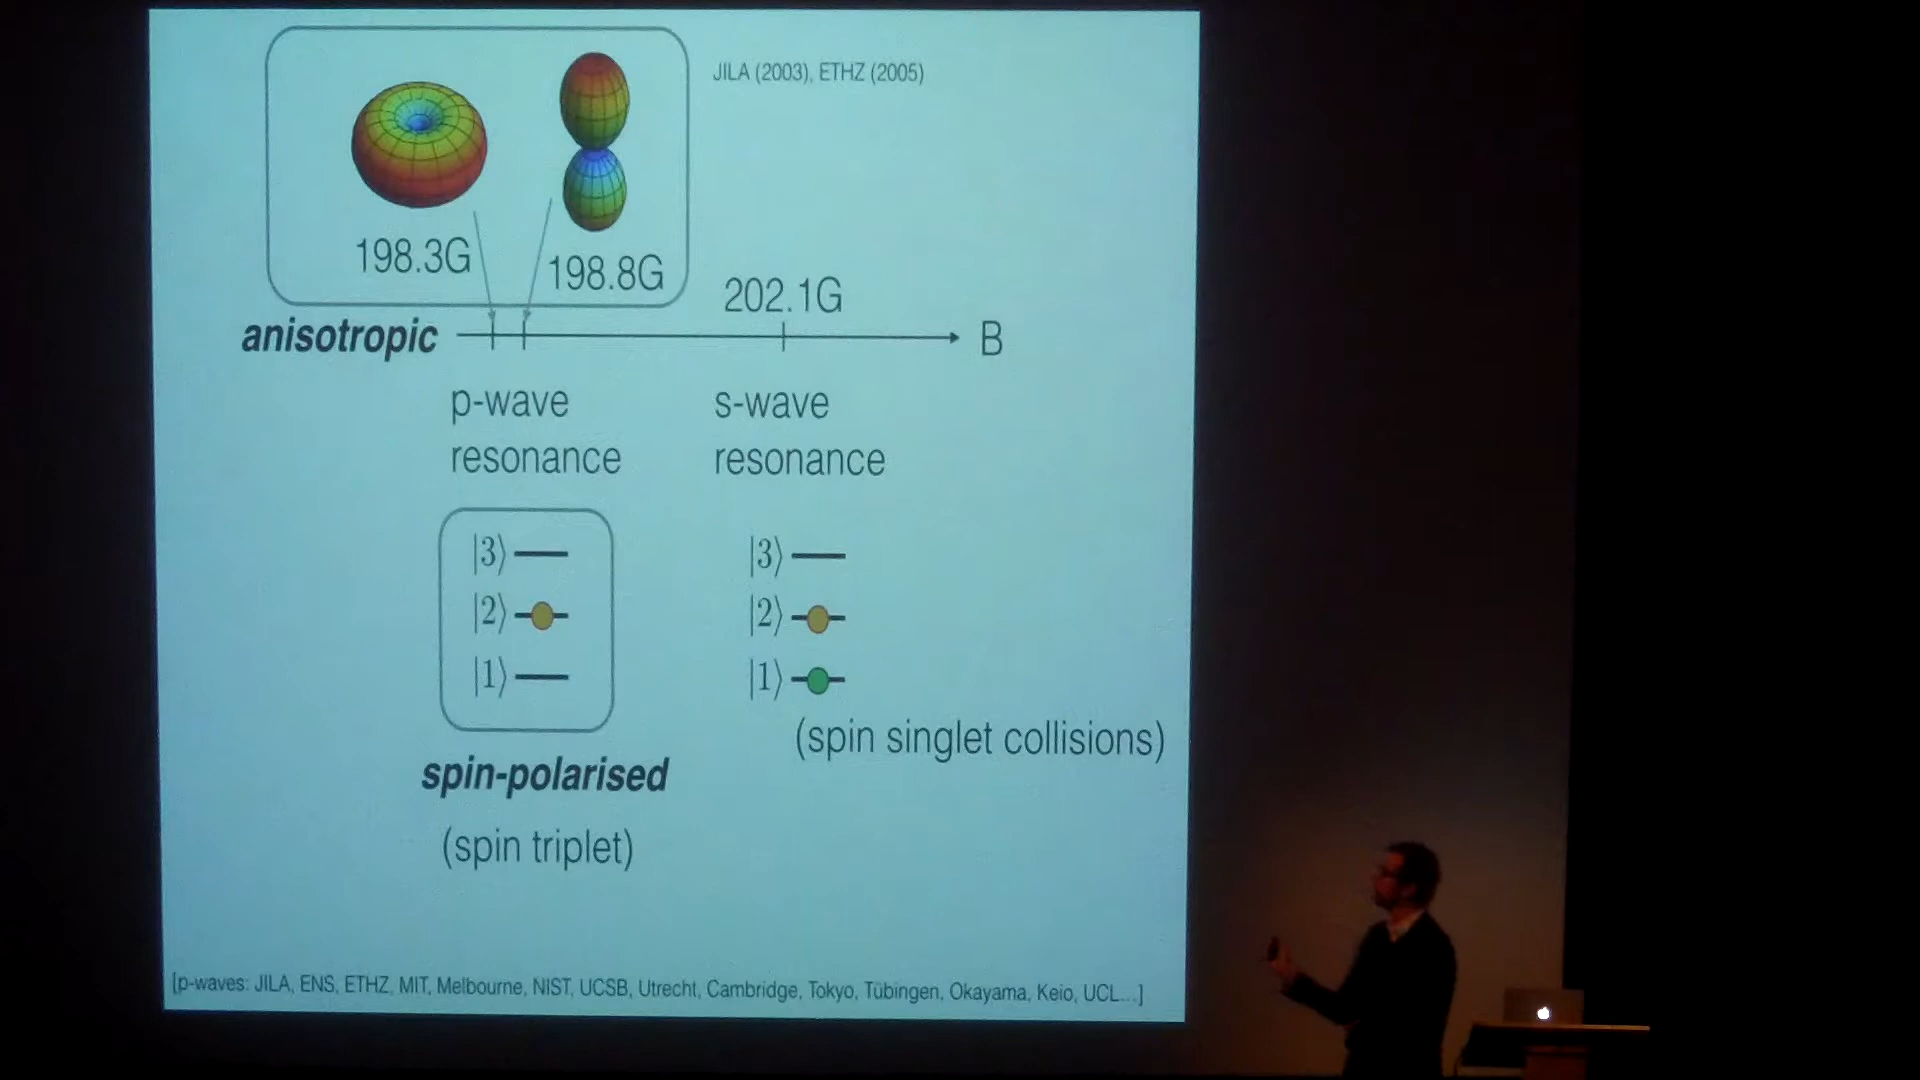 JILA (2003), ETHZ (2005)
198.3G
198.8G
202.1G
anisotropic
B
p-wave
resonance
s-wave
resonance
|3⟩
|2⟩
|1⟩
|3⟩
|2⟩
|1⟩
(spin singlet collisions)
spin-polarised
(spin triplet)
[p-waves: JILA, ENS, ETHZ, MIT, Melbourne, NIST, UCSB, Utrecht, Cambridge, Tokyo, Tübingen, Okayama, Keio, UCL...]